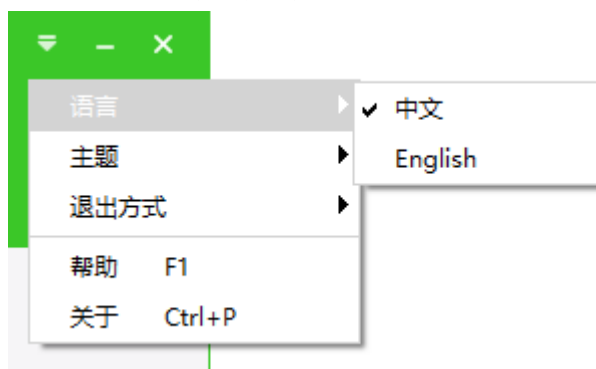 语言
主题
退出方式
帮助 F1
关于 Ctrl+P
中文
English